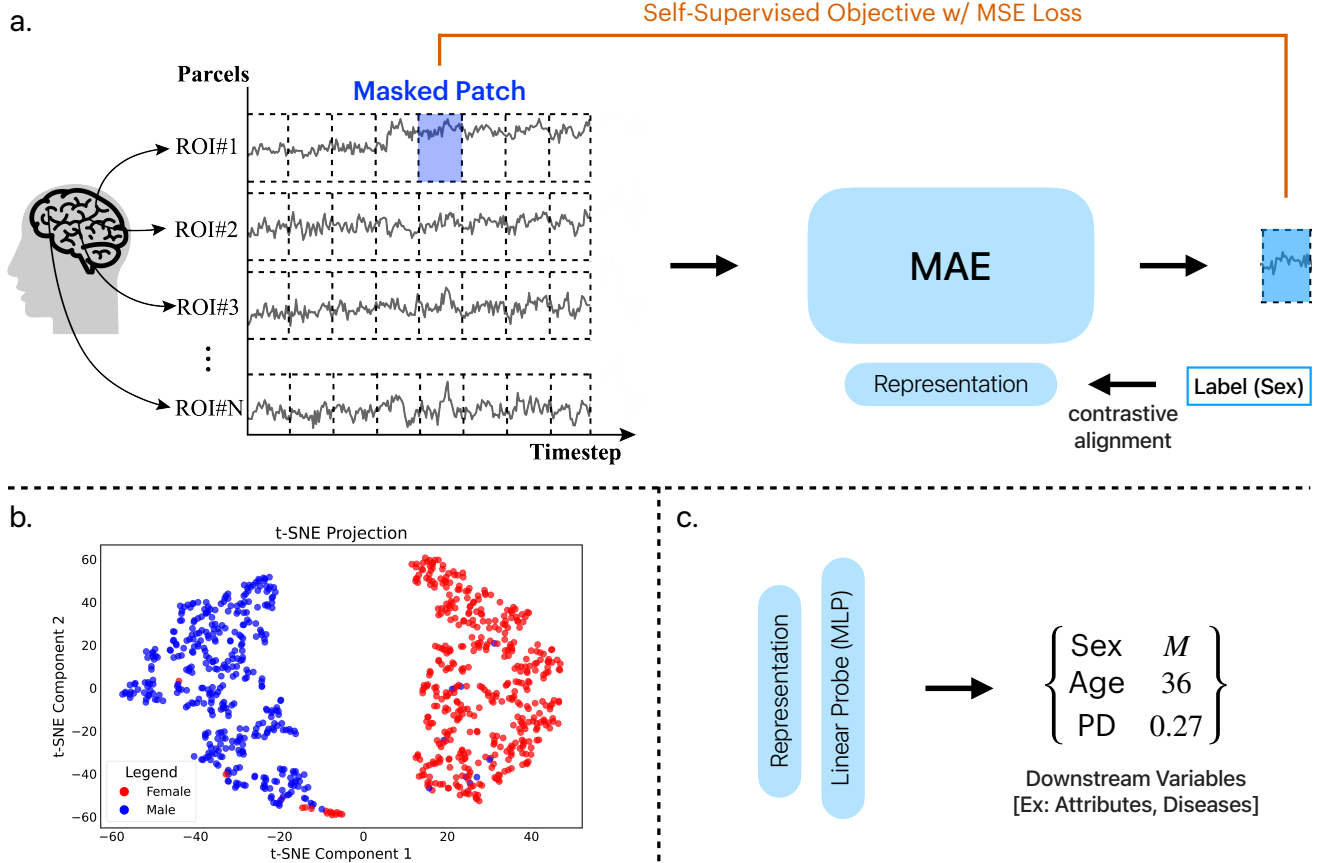 a.
Self-Supervised Objective w/ MSE Loss
Parcels
Masked Patch
ROI#1
ROI#2
ROI#3
ROI#N
Timestep
MAE
Representation
Label (Sex)
contrastive
alignment
b.
t-SNE Projection
t-SNE Component 2
60
40
20
0
−20
−40
−60
Legend
Female
Male
−60 −40 −20 0 20 40
t-SNE Component 1
c.
Representation
Linear Probe (MLP)
Sex M
Age 36
PD 0.27
Downstream Variables
[Ex: Attributes, Diseases]